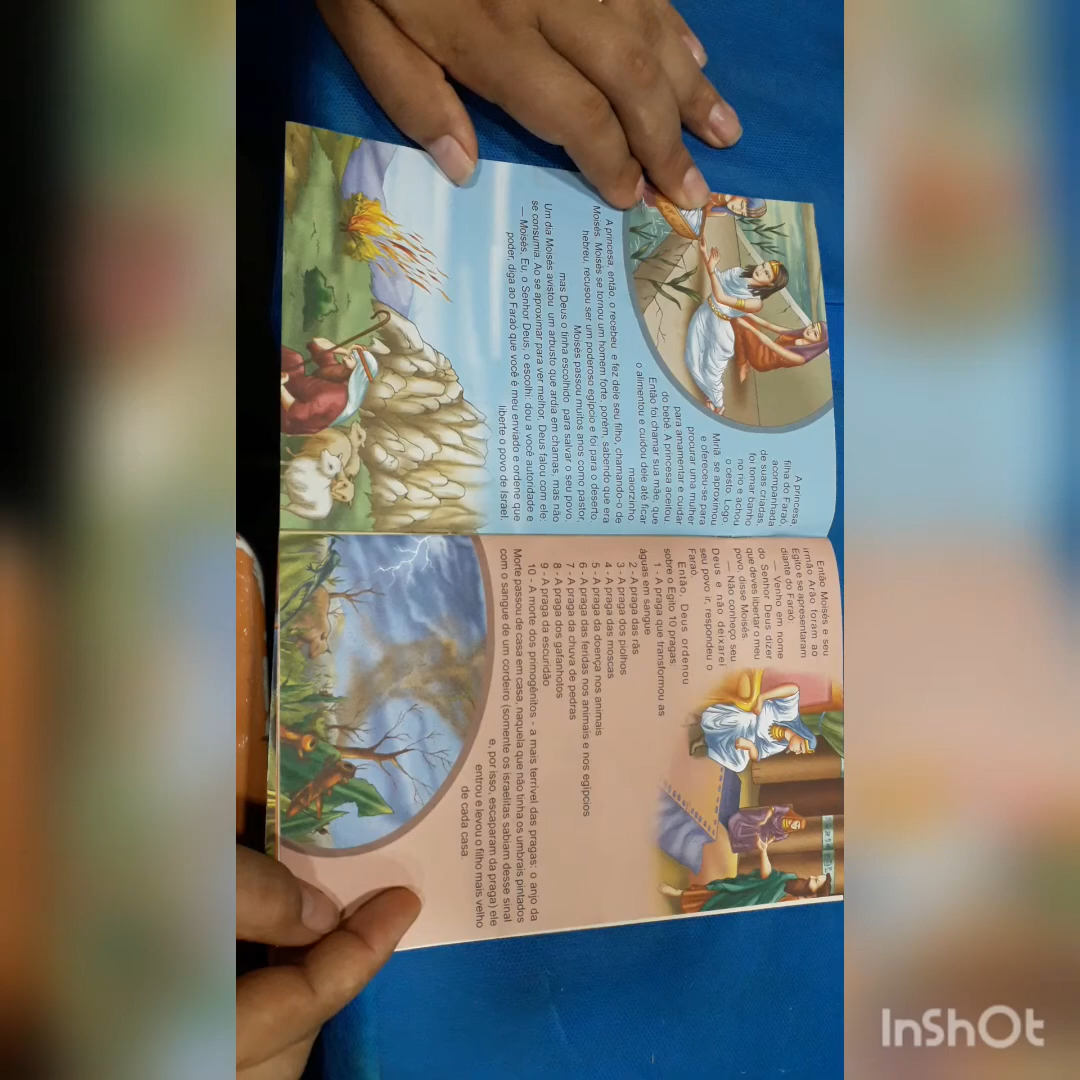 A princesa,
filha do Faraó,
acompanhada
de suas criadas,
foi tomar banho
no rio e achou
o cesto. Logo
Miriã se aproximou
e ofereceu-se para
procurar uma mulher
para amamentar e cuidar
do bebê. A princesa aceitou.
Então foi chamar sua mãe, que
o alimentou e cuidou dele até ficar
maiorzinho.
A princesa, então, o recebeu e fez dele seu filho, chamando-o de
Moisés. Moisés se tornou um homem forte, porém, sabendo que era
hebreu, recusou ser um poderoso egípcio e foi para o deserto.
Moisés passou muitos anos como pastor,
mas Deus o tinha escolhido para salvar o seu povo.
Um dia Moisés avistou um arbusto que ardia em chamas, mas não
se consumia. Ao se aproximar para ver melhor, Deus falou com ele:
— Moisés, Eu, o Senhor Deus, o escolhi: dou a você autoridade e
poder, diga ao Faraó que você é meu enviado e ordene que
liberte o povo de Israel.
Então Moisés e seu
irmão Arão foram ao
Egito e se apresentaram
diante do Faraó:
— Venho em nome
do Senhor Deus dizer
que deves libertar o meu
povo, disse Moisés.
— Não conheço seu
Deus e não deixarei
seu povo ir, respondeu o
Faraó.
Então, Deus ordenou
sobre o Egito 10 pragas:
1 - A praga que transformou as
águas em sangue
2 - A praga das rãs
3 - A praga dos piolhos
4 - A praga das moscas
5 - A praga da doença nos animais
6 - A praga das feridas nos animais e nos egípcios
7 - A praga da chuva de pedras
8 - A praga dos gafanhotos
9 - A praga da escuridão
10 - A morte dos primogênitos - a mais terrível das pragas: o anjo da
Morte passou de casa em casa, naquela que não tinha os umbrais pintados
com o sangue de um cordeiro (somente os israelitas sabiam desse sinal
e, por isso, escaparam da praga) ele
entrou e levou o filho mais velho
de cada casa.
InShOt